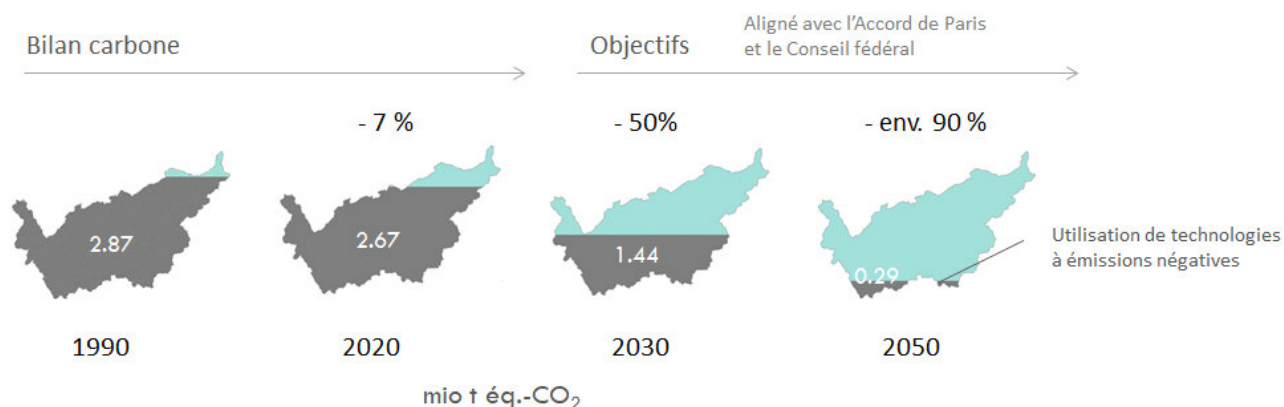 Bilan carbone
Objectifs
Aligné avec l'Accord de Paris
et le Conseil fédéral
- 7 %
- 50%
- env. 90 %
2.87
2.67
1.44
0.29
Utilisation de technologies
à émissions négatives
1990
2020
2030
2050
mio t éq.-CO₂